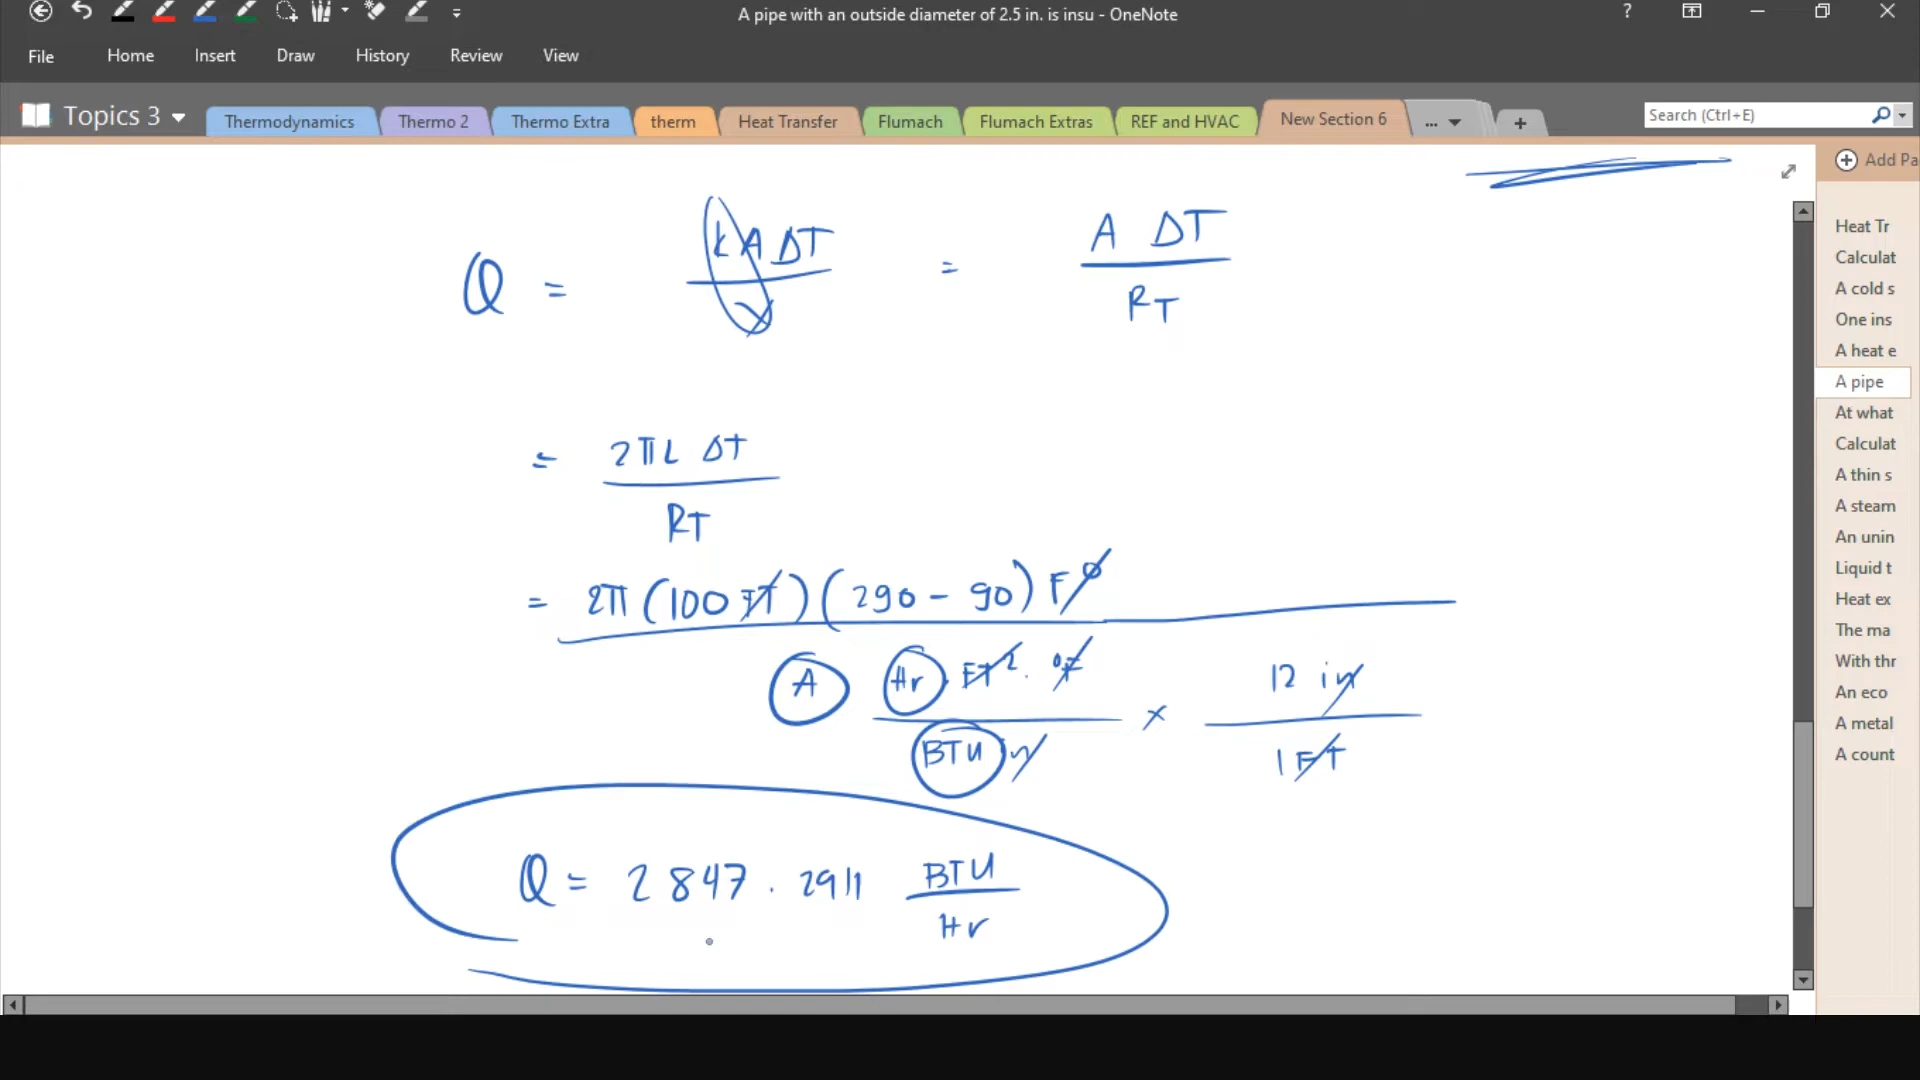 A pipe with an outside diameter of 2.5 in. is insu - OneNote
?
File Home Insert Draw History Review View
Topics 3
Thermodynamics Thermo 2 Thermo Extra therm Heat Transfer Flumach Flumach Extras REF and HVAC New Section 6 ... +
Search (Ctrl+E)
Add Pa
Heat Tr
Calculat
A cold s
One ins
A heat e
A pipe
At what
Calculat
A thin s
A steam
An unin
Liquid t
Heat ex
The ma
With thr
An eco
A metal
A count
Q = kAΔT / X = A ΔT / RT
= 2πL ΔT / RT
= 2π (100 FT) (290 - 90) F°
A Hr. FT². °F / BTU in × 12 in / 1 FT
Q = 2847.2911 BTU / Hr